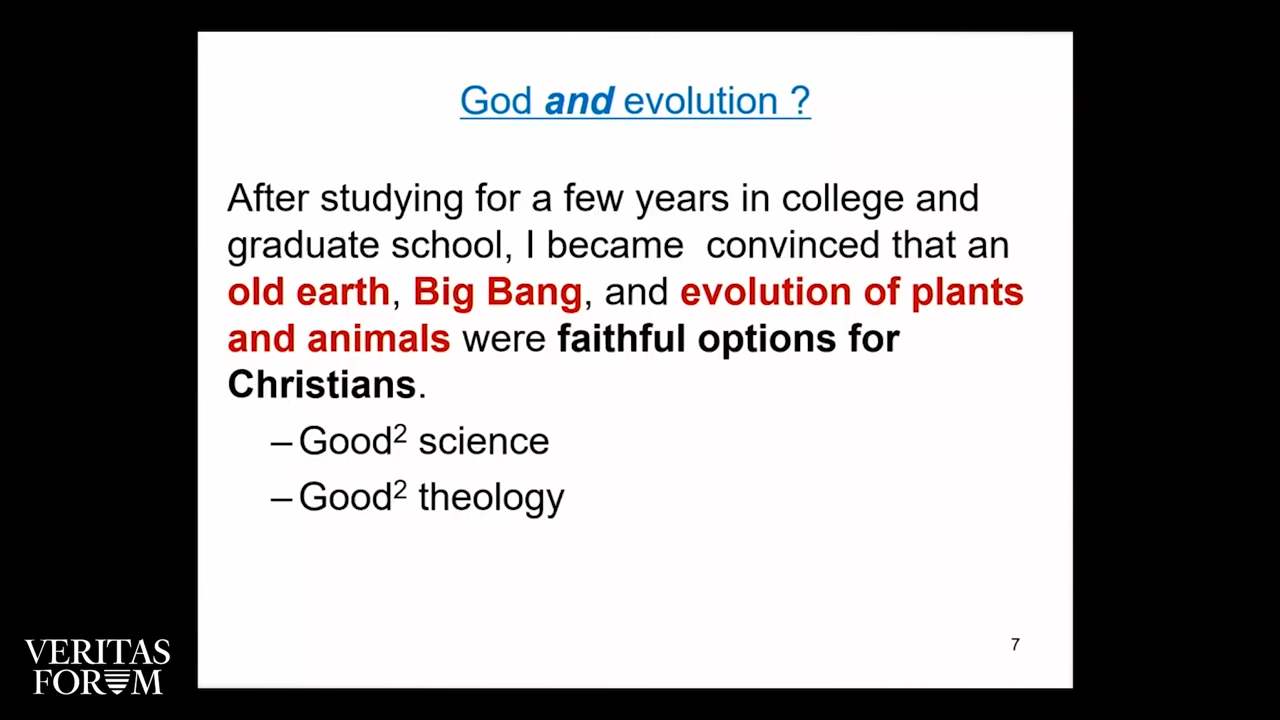 God and evolution ?
After studying for a few years in college and
graduate school, I became  convinced that an
old earth, Big Bang, and evolution of plants
and animals were faithful options for
Christians.
–Good² science
–Good² theology
7
VERITAS
FORUM